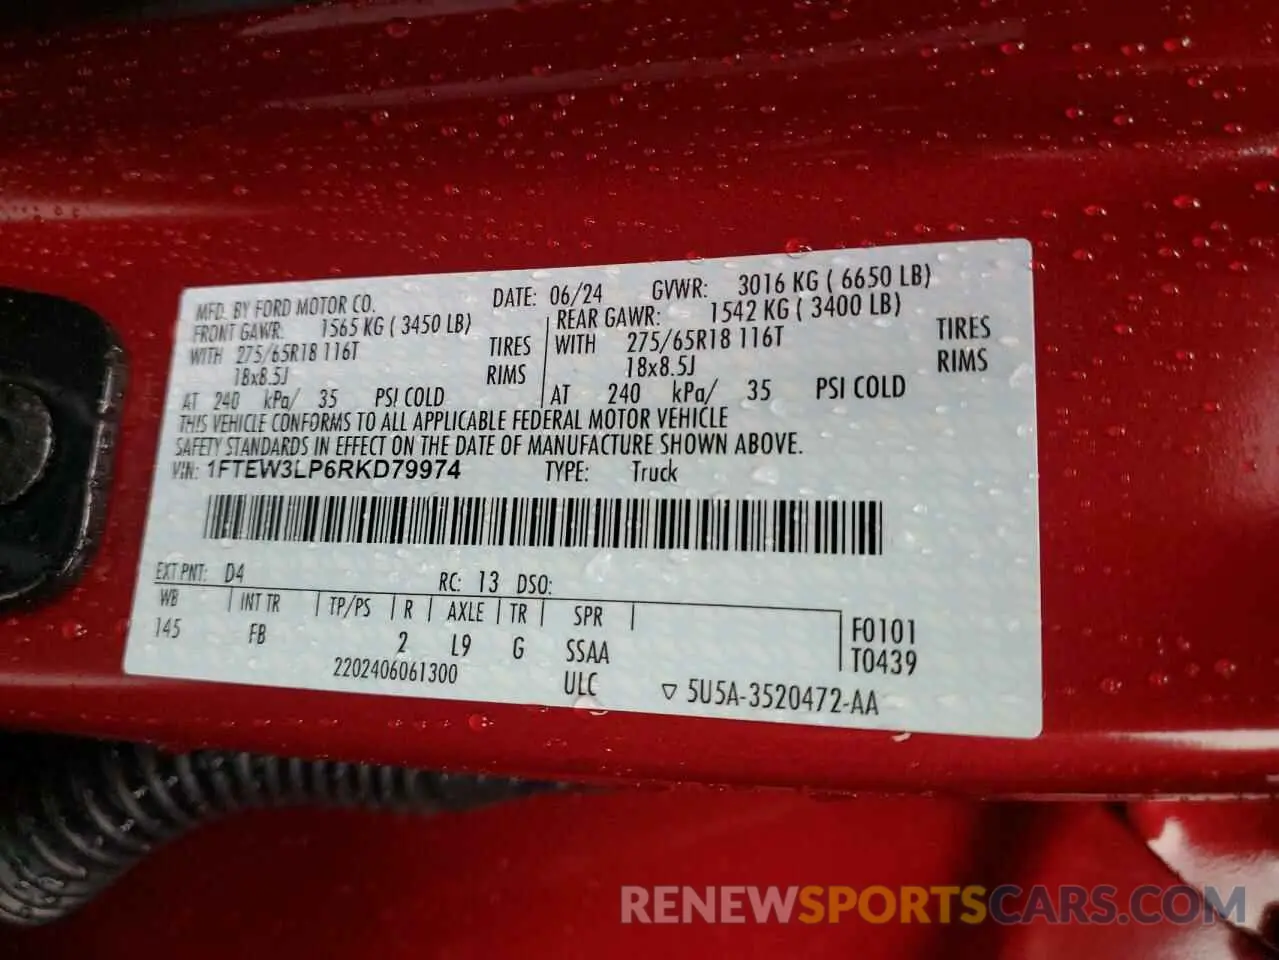 MFD. BY FORD MOTOR CO. DATE: 06/24 GVWR: 3016 KG ( 6650 LB)
FRONT GAWR: 1565 KG ( 3450 LB) REAR GAWR: 1542 KG ( 3400 LB)
WITH 275/65R18 116T TIRES WITH 275/65R18 116T TIRES
18x8.5J RIMS 18x8.5J RIMS
AT 240 kPa/ 35 PSI COLD AT 240 kPa/ 35 PSI COLD
THIS VEHICLE CONFORMS TO ALL APPLICABLE FEDERAL MOTOR VEHICLE
SAFETY STANDARDS IN EFFECT ON THE DATE OF MANUFACTURE SHOWN ABOVE.
VIN: 1FTEW3LP6RKD79974 TYPE: Truck
EXT PNT: D4 RC: 13 DSO:
WB INT TR TP/PS R AXLE TR SPR F0101
145 FB 2 L9 G SSAA T0439
2202406061300 ULC ▽ 5U5A-3520472-AA
RENEWSPORTSCARS.COM